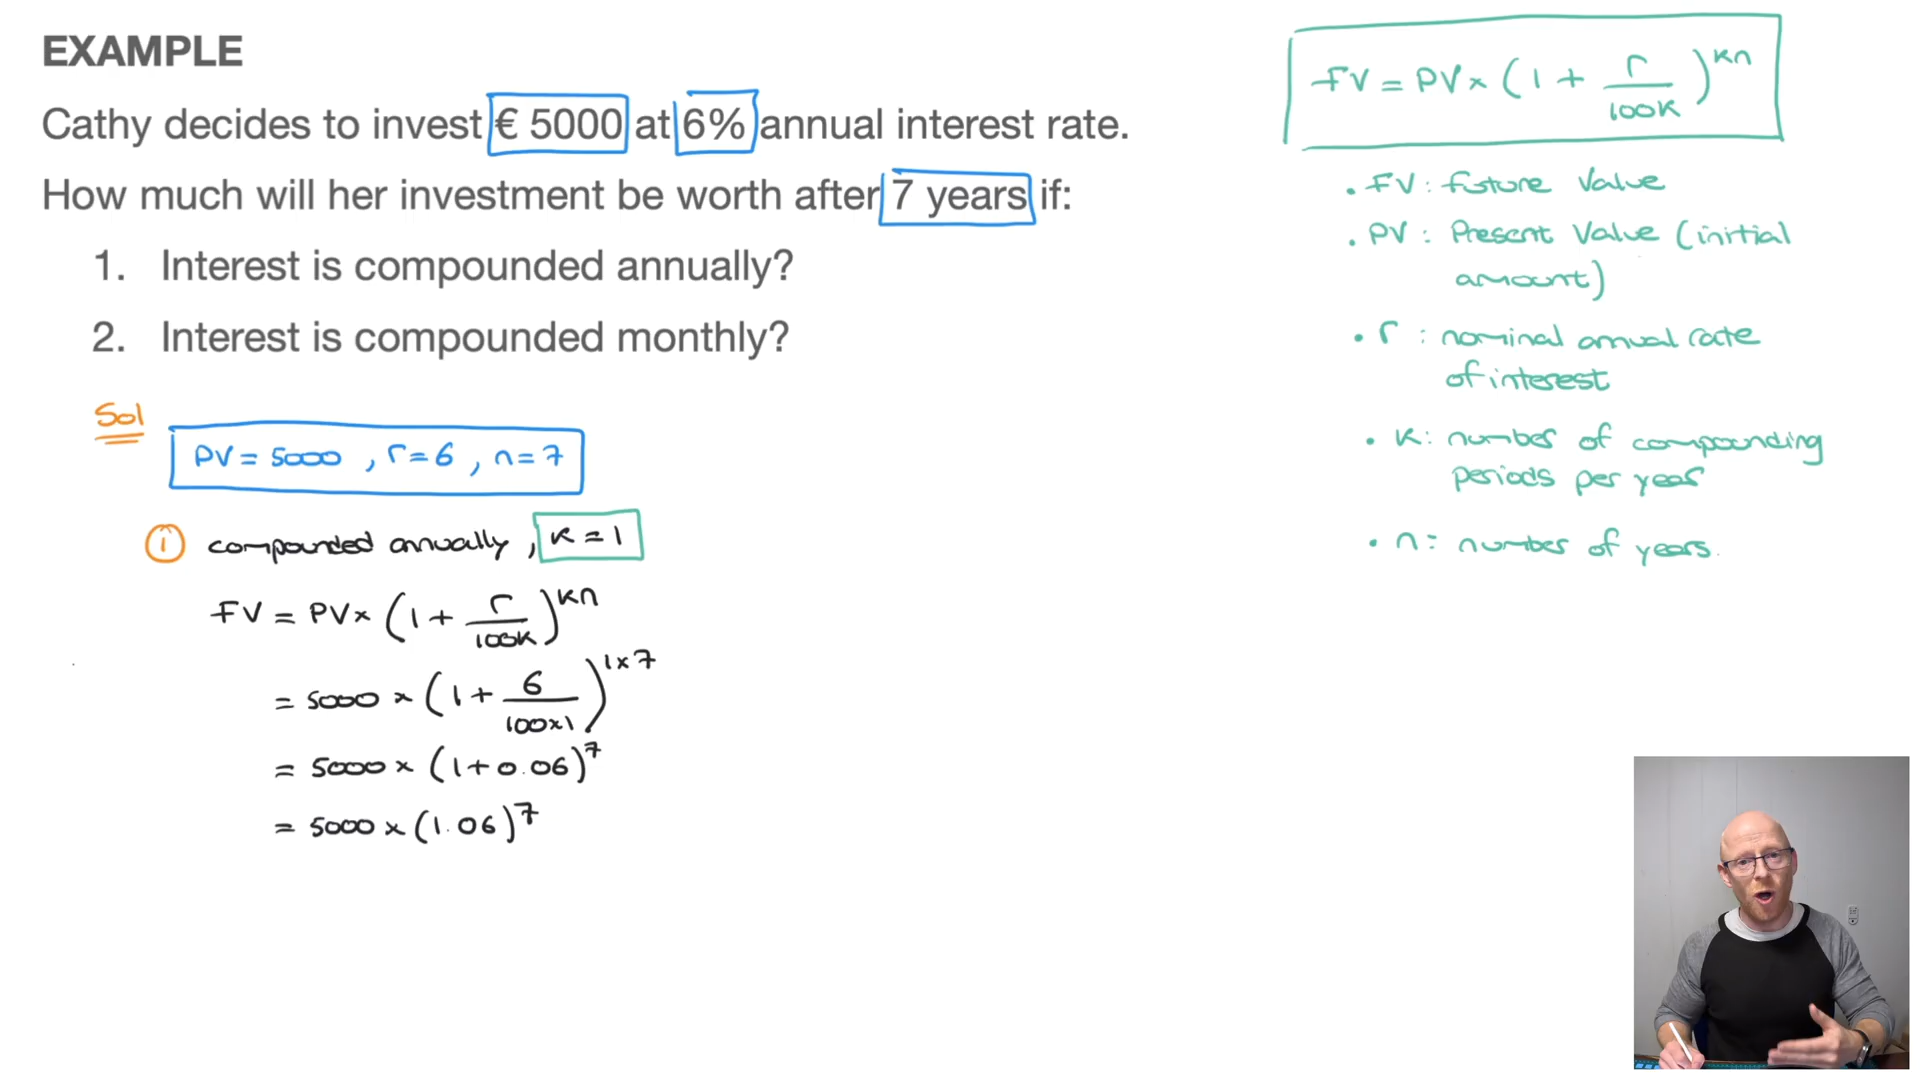 EXAMPLE
Cathy decides to invest € 5000 at 6% annual interest rate.
How much will her investment be worth after 7 years if:
1. Interest is compounded annually?
2. Interest is compounded monthly?
Sol
PV = 5000 , r = 6 , n = 7
1 compounded annually , K = 1
FV = PV × (1 + r/100K)^kn
= 5000 × (1 + 6/100×1)^1×7
= 5000 × (1 + 0.06)^7
= 5000 × (1.06)^7
FV = PV × (1 + r/100K)^kn
• FV : Future Value
• PV : Present Value (initial
amount)
• r : nominal annual rate
of interest
• K : number of compounding
periods per year
• n : number of years.